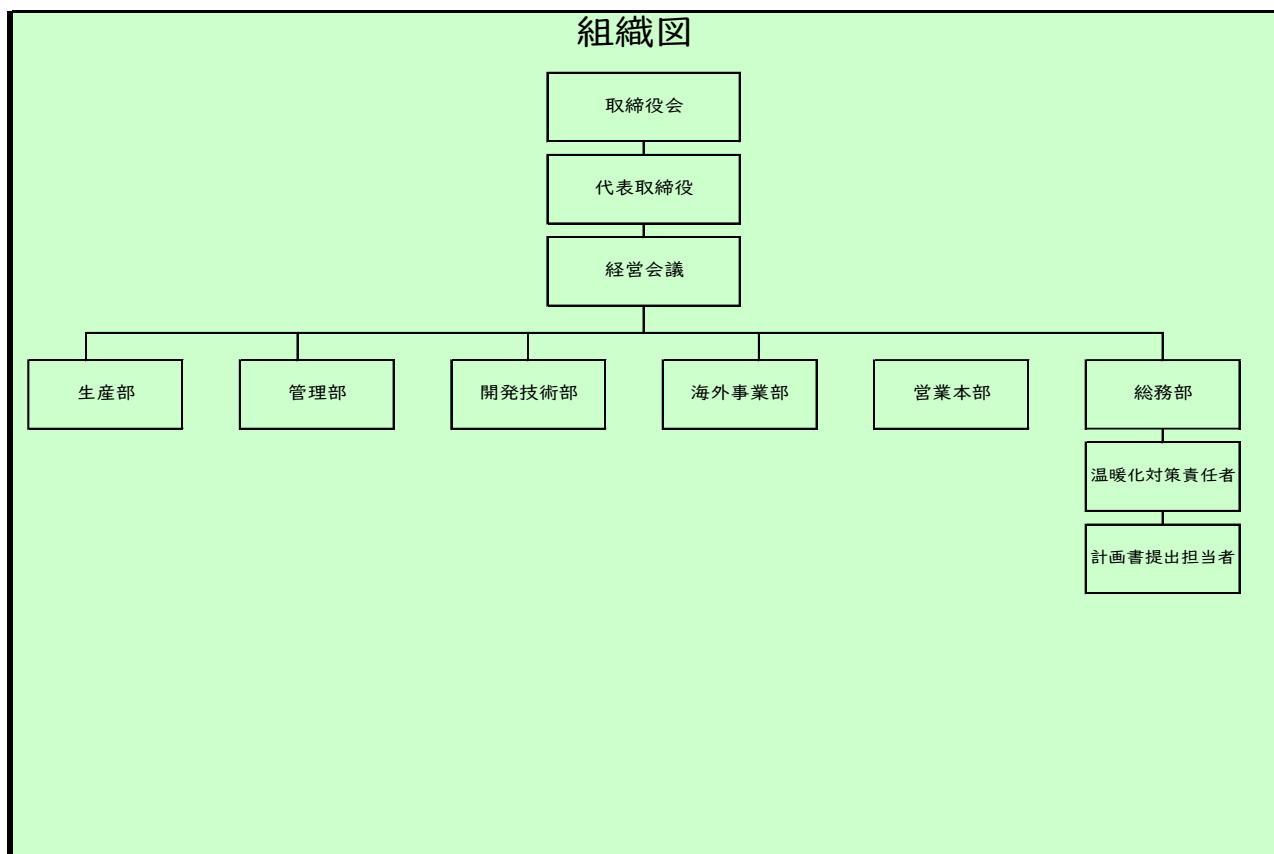 組織図
取締役会
代表取締役
経営会議
生産部
管理部
開発技術部
海外事業部
営業本部
総務部
温暖化対策責任者
計画書提出担当者